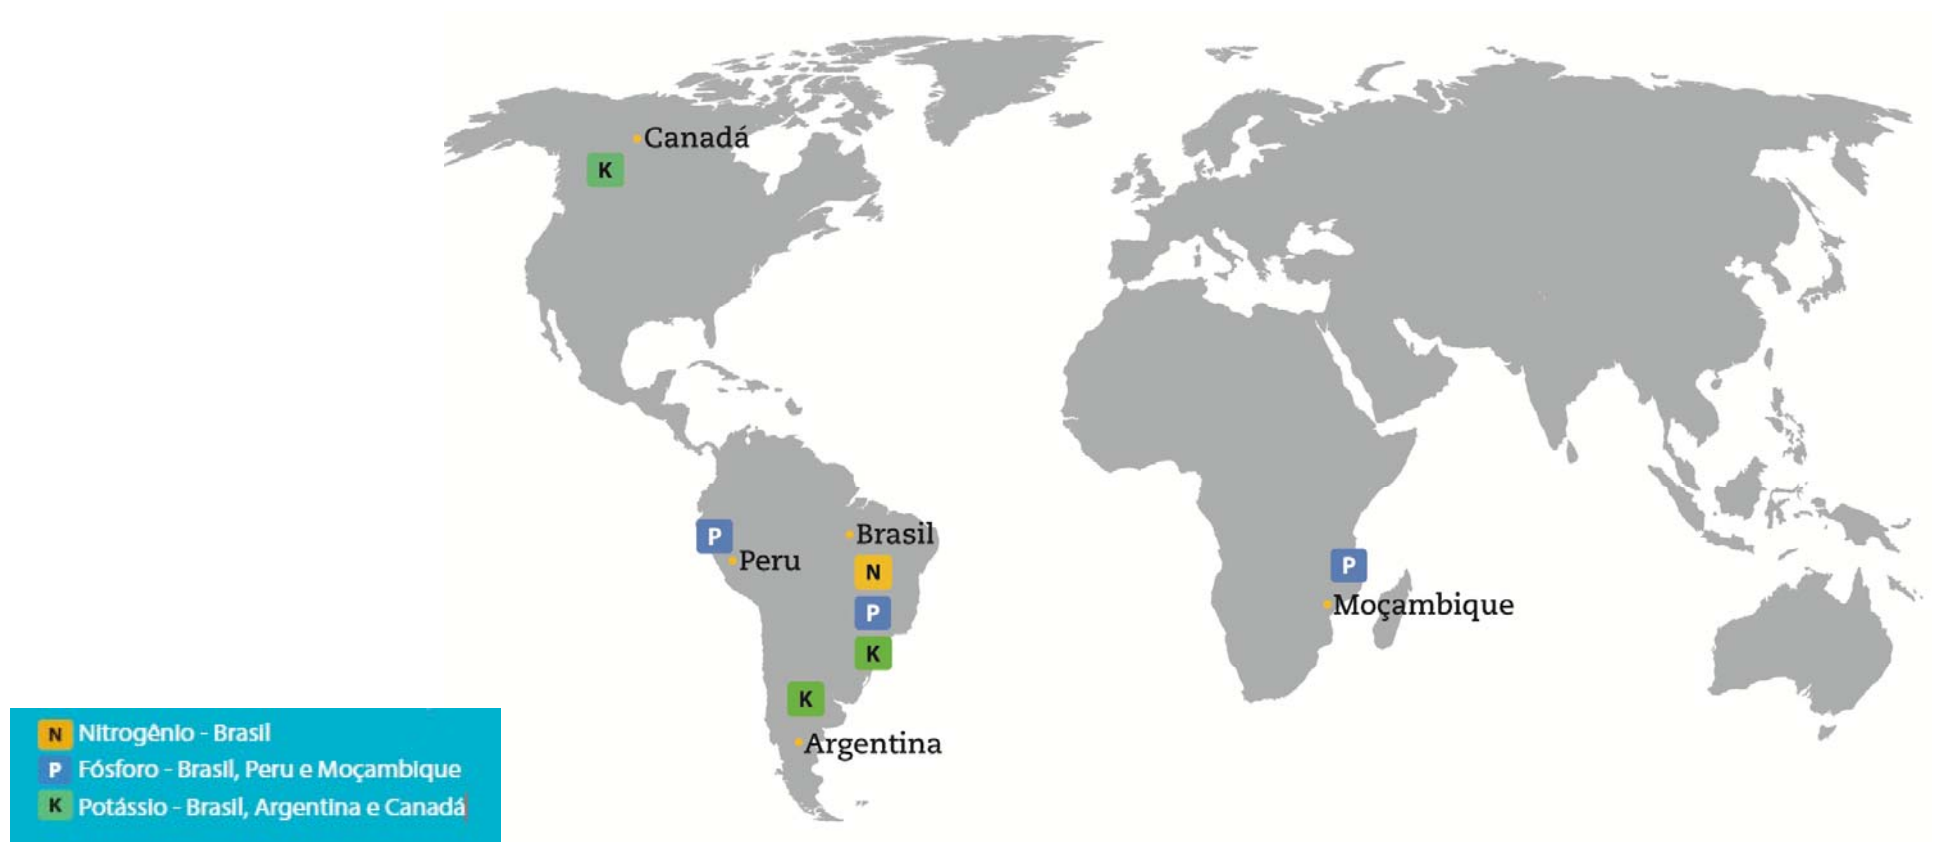 Canadá
K
Brasil
P
Peru
N
P
Moçambique
P
K
K
Argentina
N Nitrogênio - Brasil
P Fósforo - Brasil, Peru e Moçambique
K Potássio - Brasil, Argentina e Canadá